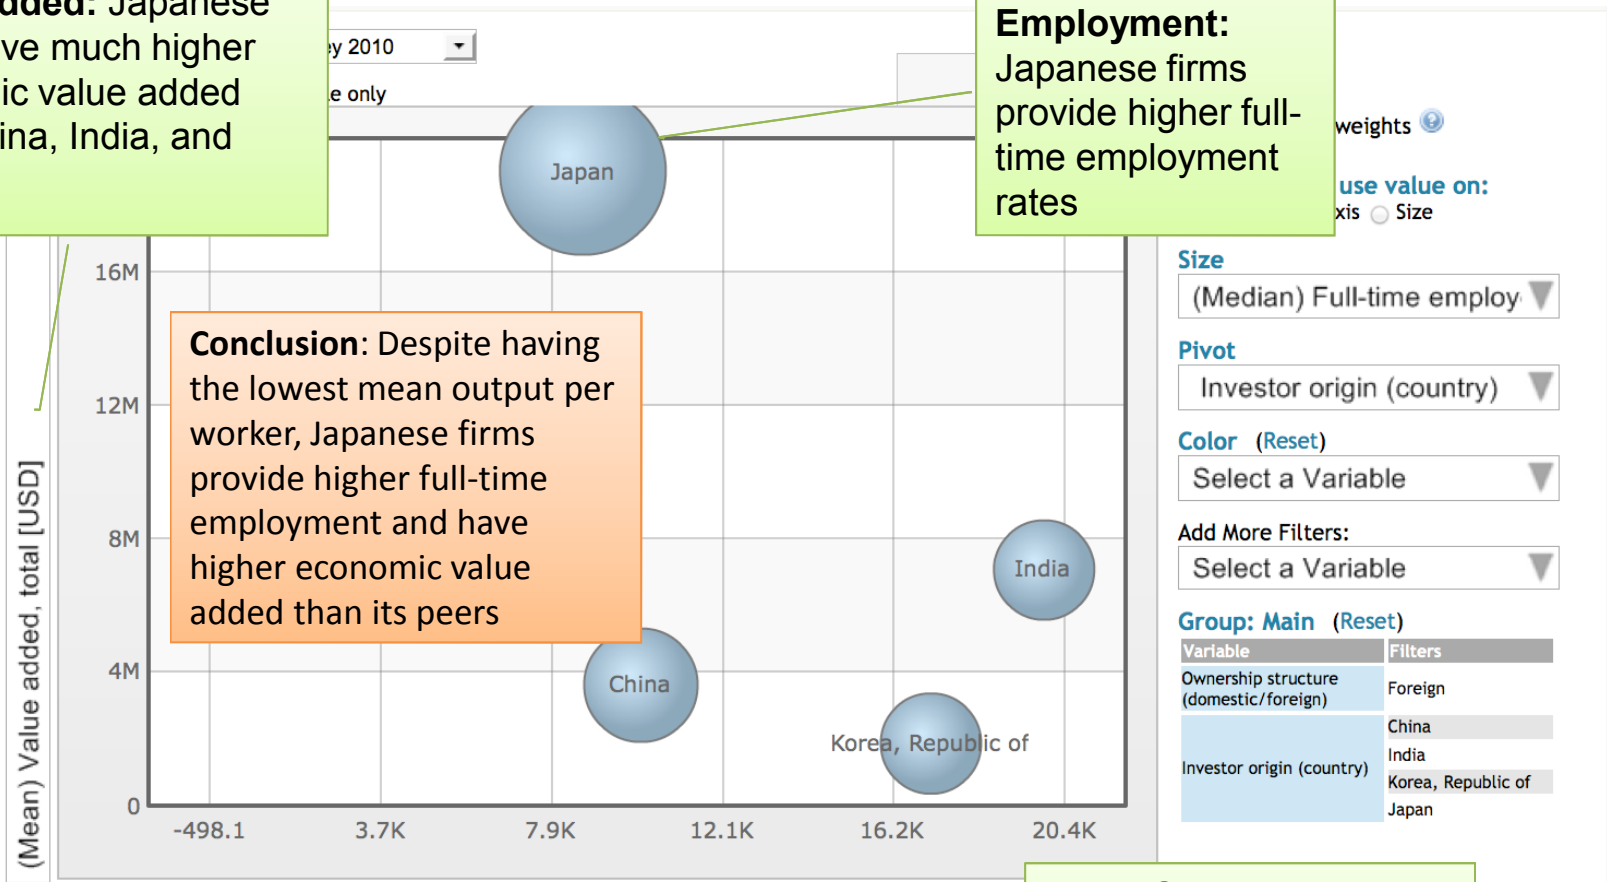 Added: Japanese
ve much higher
ic value added
ina, India, and
y 2010
e only
Employment:
Japanese firms
provide higher full-
time employment
rates
weights
use value on:
xis Size
Size
(Median) Full-time employ
Pivot
Investor origin (country)
Color (Reset)
Select a Variable
Add More Filters:
Select a Variable
Group: Main (Reset)
Variable Filters
Ownership structure
(domestic/foreign)
Foreign
Investor origin (country)
China
India
Korea, Republic of
Japan
(Mean) Value added, total [USD]
16M
12M
8M
4M
0
Japan
Conclusion: Despite having
the lowest mean output per
worker, Japanese firms
provide higher full-time
employment and have
higher economic value
added than its peers
India
China
Korea, Republic of
-498.1 3.7K 7.9K 12.1K 16.2K 20.4K